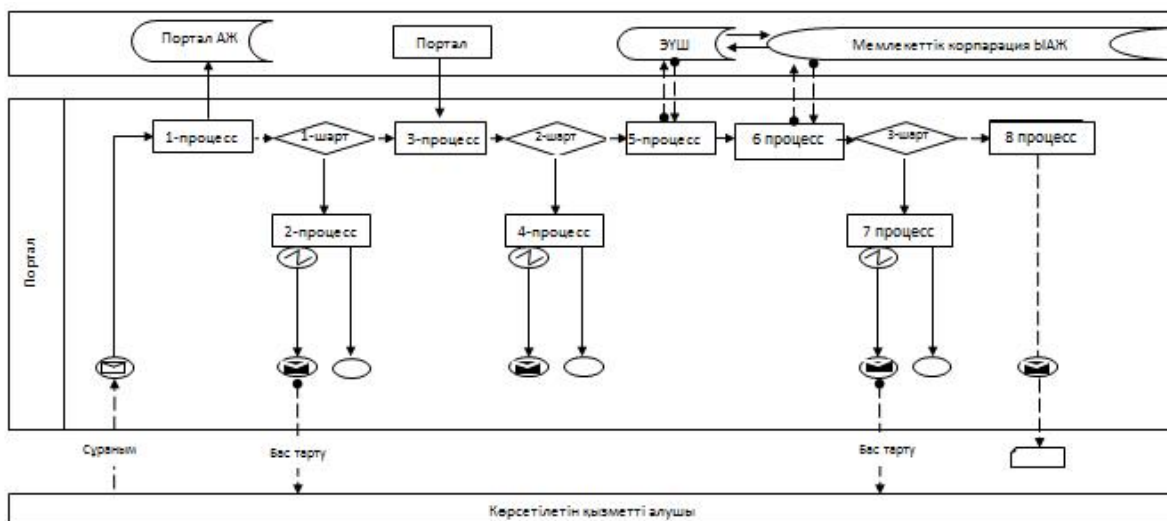 Портал АЖ
Портал
ЭҮШ
Мемлекеттік корпарация ЫАЖ
Портал
1-процесс
1-шарт
3-процесс
2-шарт
5-процесс
6 процесс
3-шарт
8 процесс
2-процесс
4-процесс
7 процесс
Сұраным
Бас тарту
Бас тарту
Көрсетілетін қызметті алушы